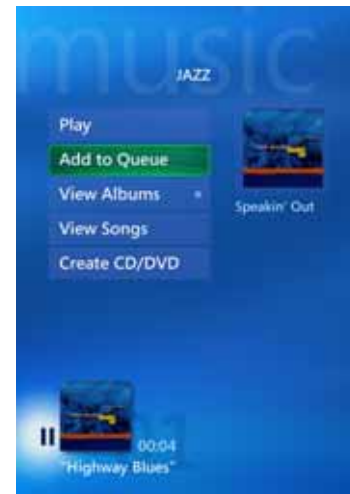 music
JAZZ
Play
Add to Queue
View Albums
Speakin' Out
View Songs
Create CD/DVD
00:04
"Highway Blues"